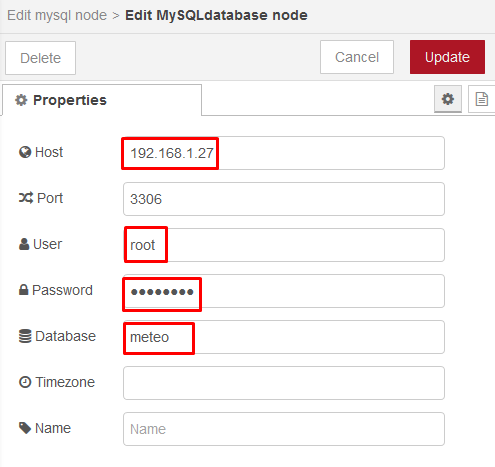 Edit mysql node > Edit MySQLdatabase node
Delete Cancel Update
Properties
Host 192.168.1.27
Port 3306
User root
Password ●●●●●●●●
Database meteo
Timezone
Name Name